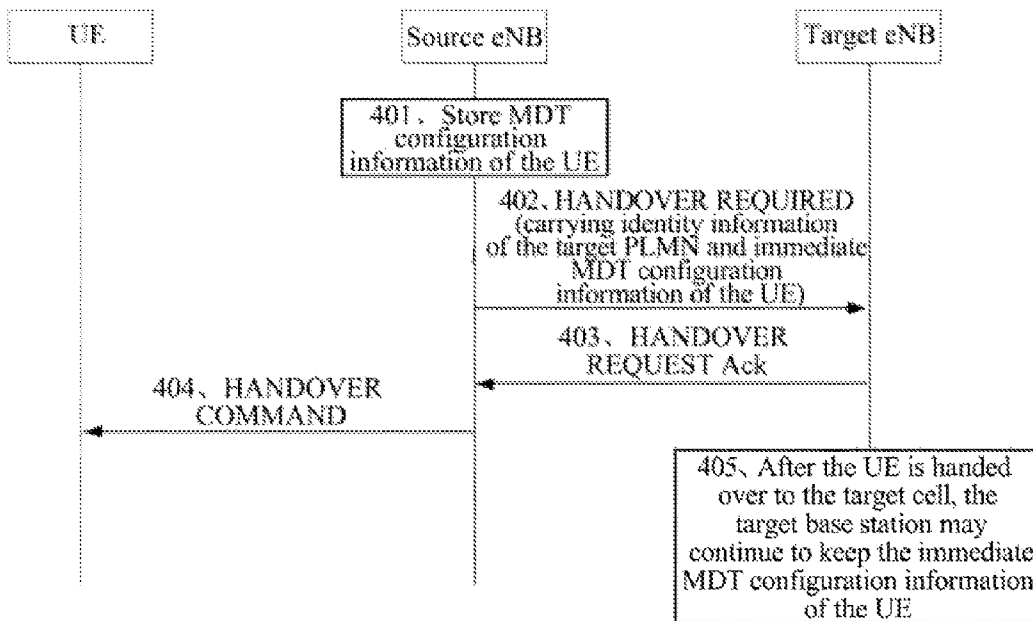 UE
Source eNB
Target eNB
401、Store MDT
configuration
information of the UE
402、HANDOVER REQUIRED
(carrying identity information
of the target PLMN and immediate
MDT configuration
information of the UE)
403、HANDOVER
REQUEST Ack
404、HANDOVER
COMMAND
405、After the UE is handed
over to the target cell, the
target base station may
continue to keep the immediate
MDT configuration information
of the UE